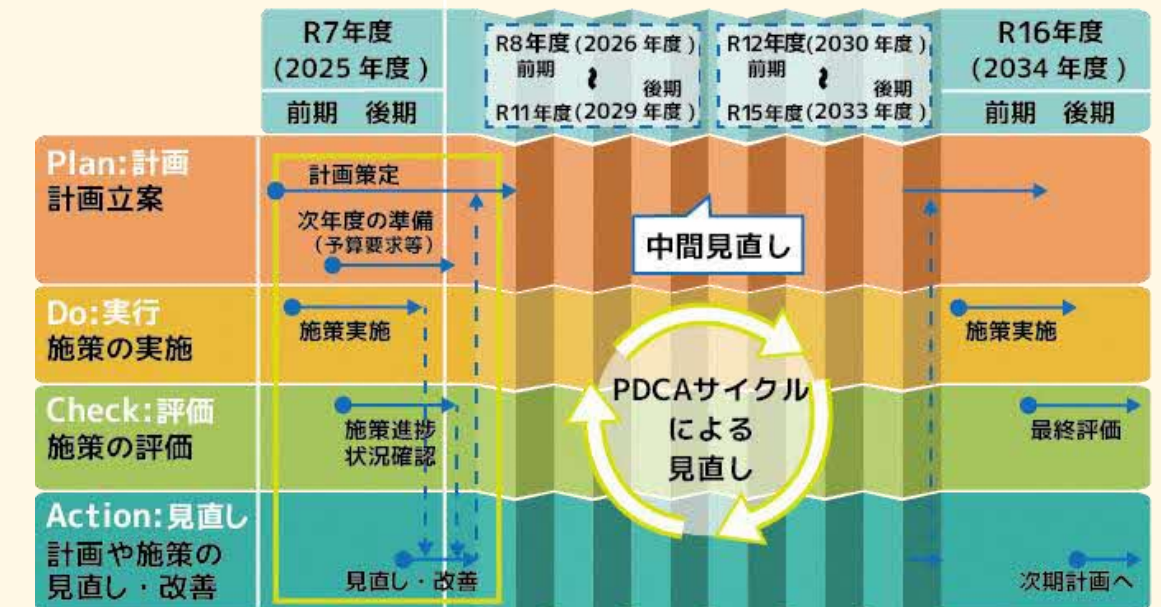 R7年度
(2025 年度 )
前期 後期
R8年度(2026 年度 )
前期
〜
後期
R11年度(2029 年度 )
R12年度(2030 年度 )
前期
〜
後期
R15年度(2033 年度 )
R16年度
(2034 年度 )
前期 後期
Plan:計画
計画立案
計画策定
次年度の準備
(予算要求等)
中間見直し
Do:実行
施策の実施
施策実施
施策実施
Check:評価
施策の評価
施策進捗
状況確認
最終評価
PDCAサイクル
による
見直し
Action:見直し
計画や施策の
見直し・改善
見直し・改善
次期計画へ